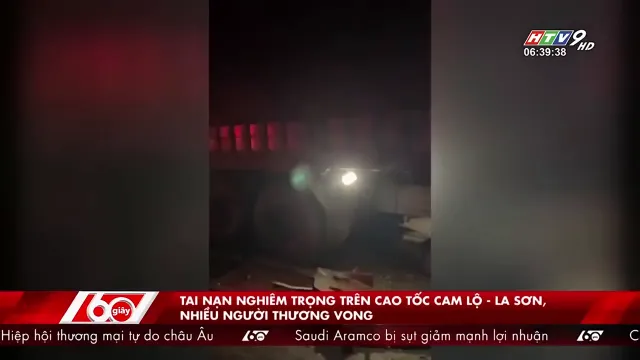 HTV9 HD
06:39:38
60 giây
TAI NẠN NGHIÊM TRỌNG TRÊN CAO TỐC CAM LỘ - LA SƠN,
NHIỀU NGƯỜI THƯƠNG VONG
Hiệp hội thương mại tự do châu Âu 60 Saudi Aramco bị sụt giảm mạnh lợi nhuận 60 C